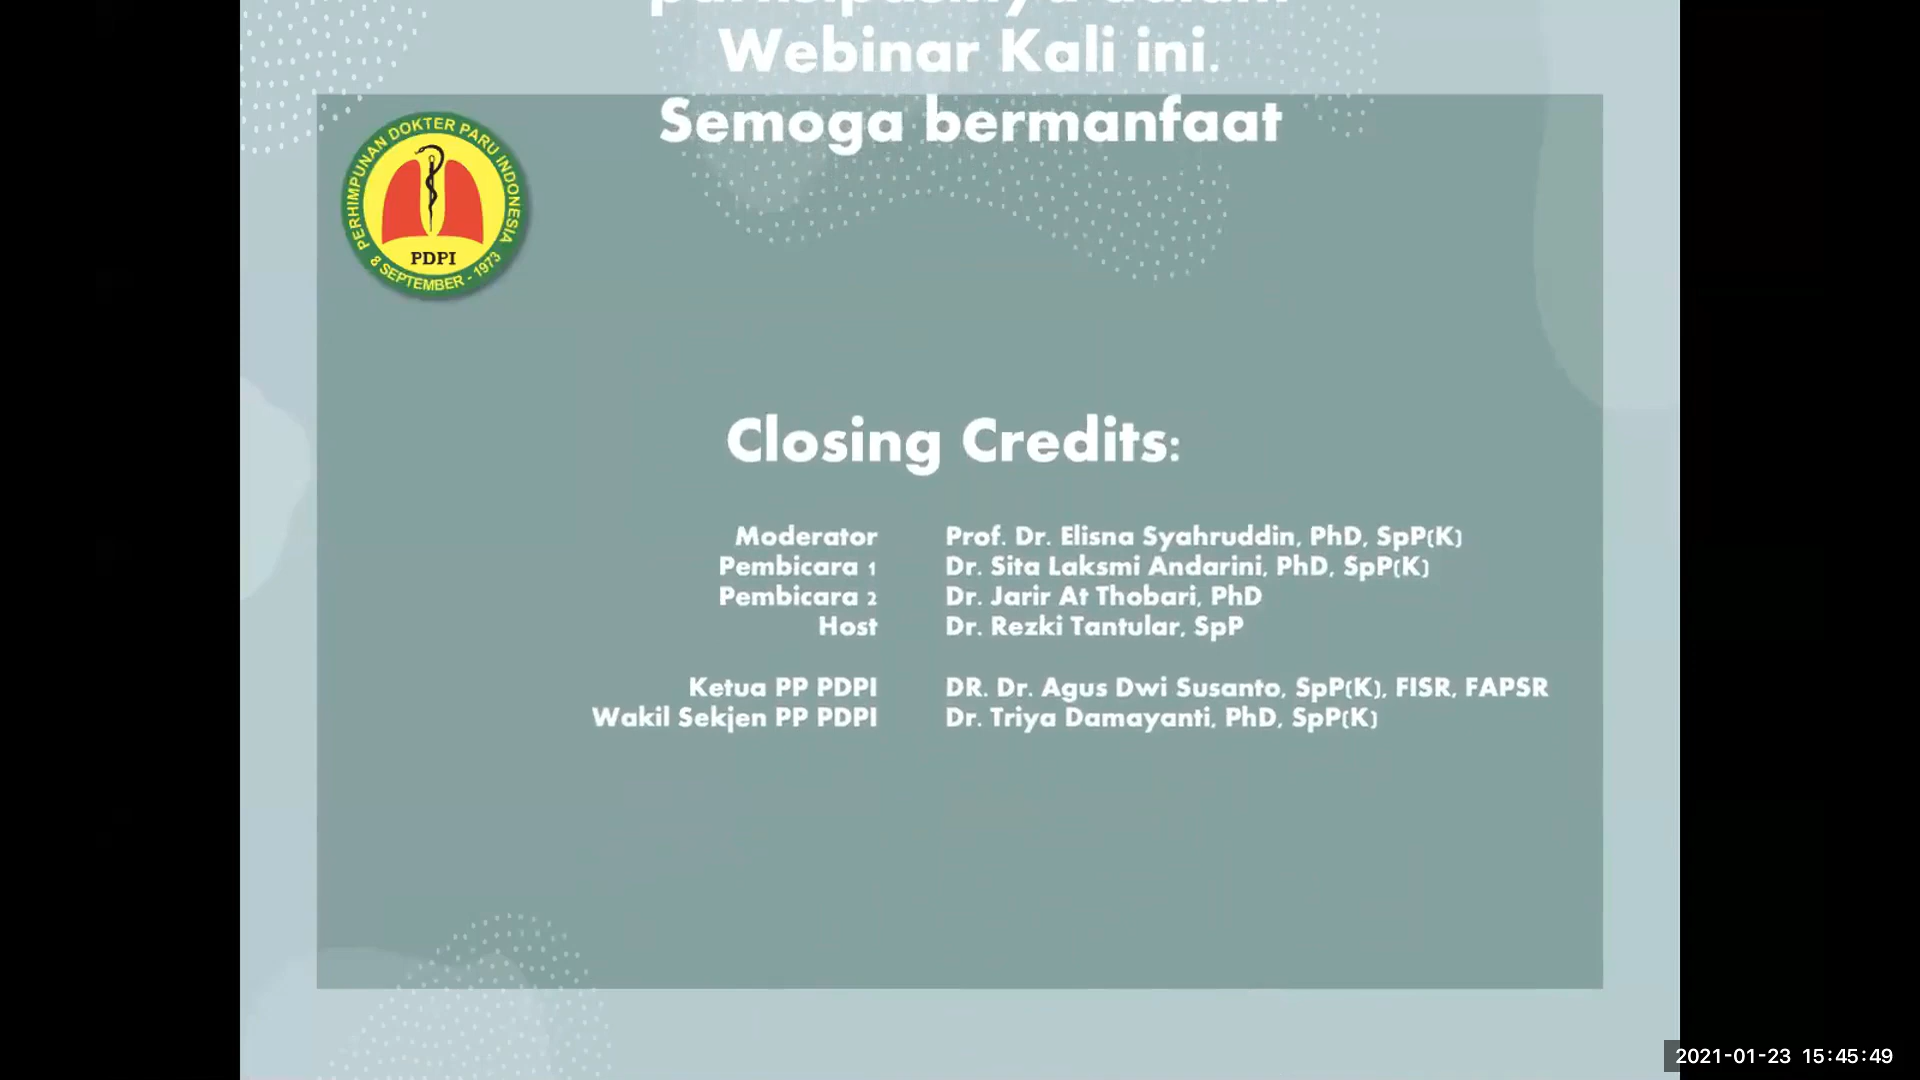 Webinar Kali ini.
Semoga bermanfaat
PERHIMPUNAN DOKTER PARU INDONESIA
PDPI
8 SEPTEMBER - 1973
Closing Credits:
Moderator Prof. Dr. Elisna Syahruddin, PhD, SpP(K)
Pembicara 1 Dr. Sita Laksmi Andarini, PhD, SpP(K)
Pembicara 2 Dr. Jarir At Thobari, PhD
Host Dr. Rezki Tantular, SpP
Ketua PP PDPI DR. Dr. Agus Dwi Susanto, SpP(K), FISR, FAPSR
Wakil Sekjen PP PDPI Dr. Triya Damayanti, PhD, SpP(K)
2021-01-23 15:45:49